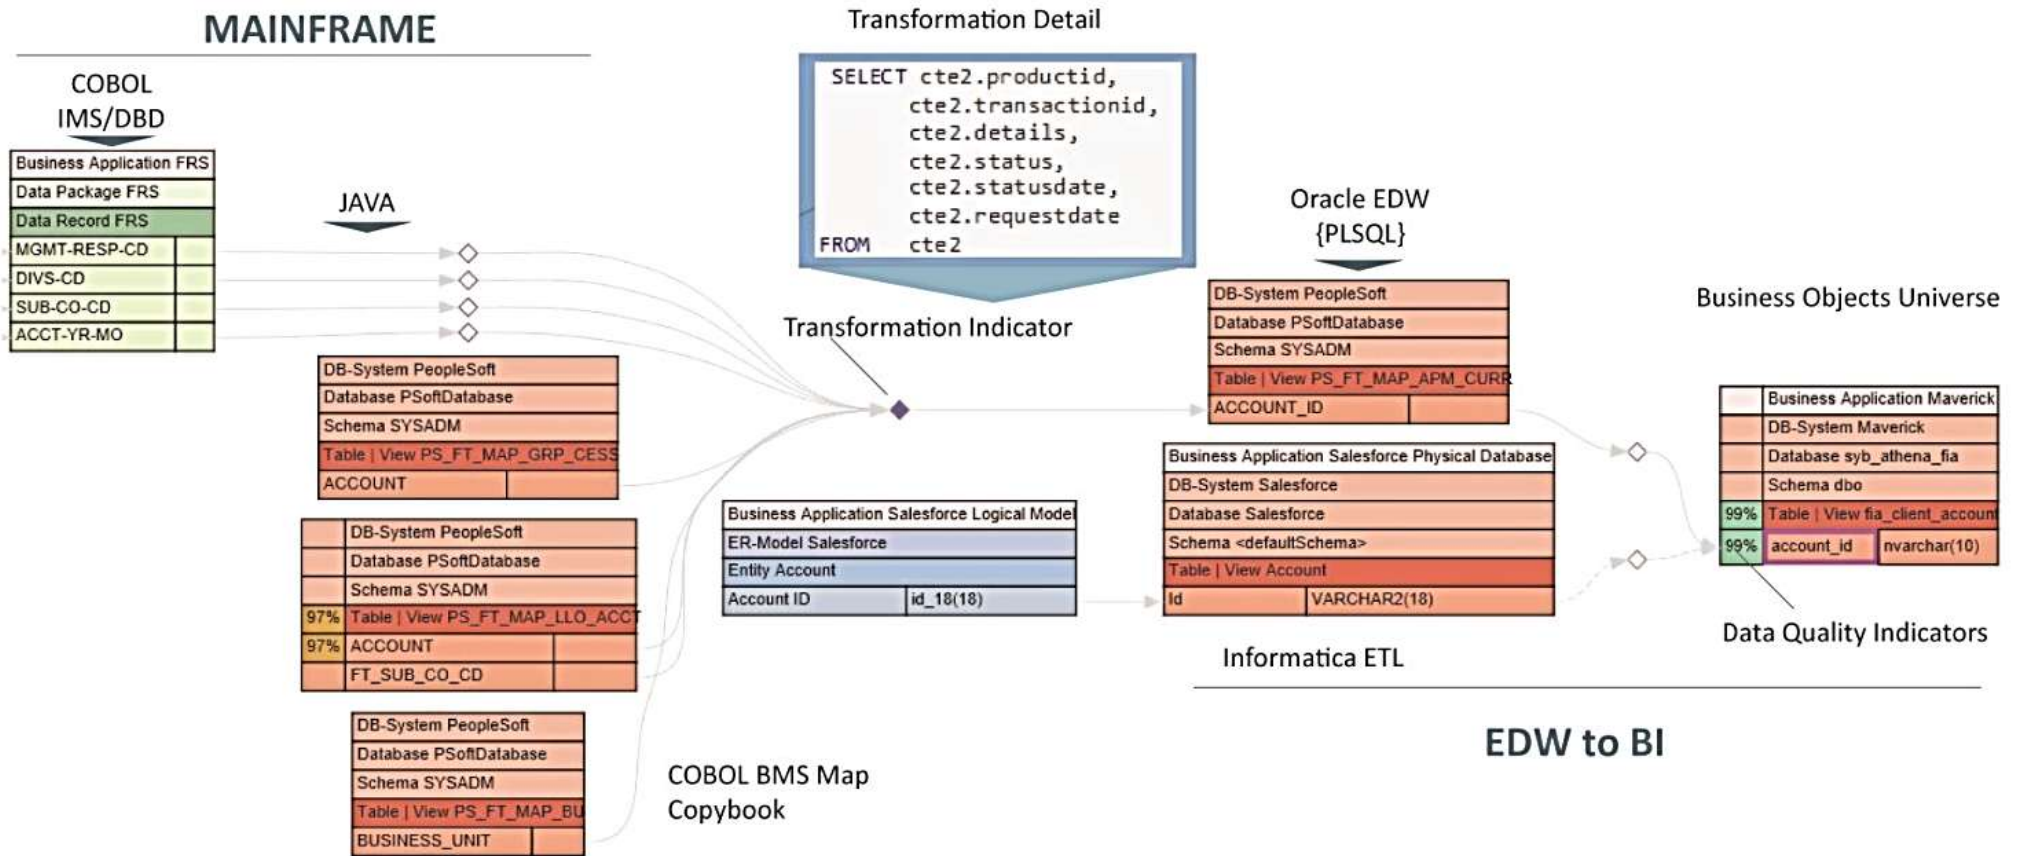 MAINFRAME
Transformation Detail
COBOL
IMS/DBD
SELECT cte2.productid,
cte2.transactionid,
cte2.details,
cte2.status,
cte2.statusdate,
cte2.requestdate
FROM cte2
Business Application FRS
Data Package FRS
Data Record FRS
MGMT-RESP-CD
DIVS-CD
SUB-CO-CD
ACCT-YR-MO
JAVA
Transformation Indicator
Oracle EDW
{PLSQL}
DB-System PeopleSoft
Database PSoftDatabase
Schema SYSADM
Table | View PS_FT_MAP_APM_CURR
ACCOUNT_ID
Business Objects Universe
DB-System PeopleSoft
Database PSoftDatabase
Schema SYSADM
Table | View PS_FT_MAP_GRP_CESS
ACCOUNT
Business Application Maverick
DB-System Maverick
Database syb_athena_fia
Schema dbo
99% Table | View fia_client_account
99% account_id nvarchar(10)
Data Quality Indicators
Business Application Salesforce Physical Database
DB-System Salesforce
Database Salesforce
Schema <defaultSchema>
Table | View Account
Id VARCHAR2(18)
Business Application Salesforce Logical Model
ER-Model Salesforce
Entity Account
Account ID id_18(18)
DB-System PeopleSoft
Database PSoftDatabase
Schema SYSADM
97% Table | View PS_FT_MAP_LLO_ACCT
97% ACCOUNT
FT_SUB_CO_CD
Informatica ETL
EDW to BI
DB-System PeopleSoft
Database PSoftDatabase
Schema SYSADM
Table | View PS_FT_MAP_BU
BUSINESS_UNIT
COBOL BMS Map
Copybook